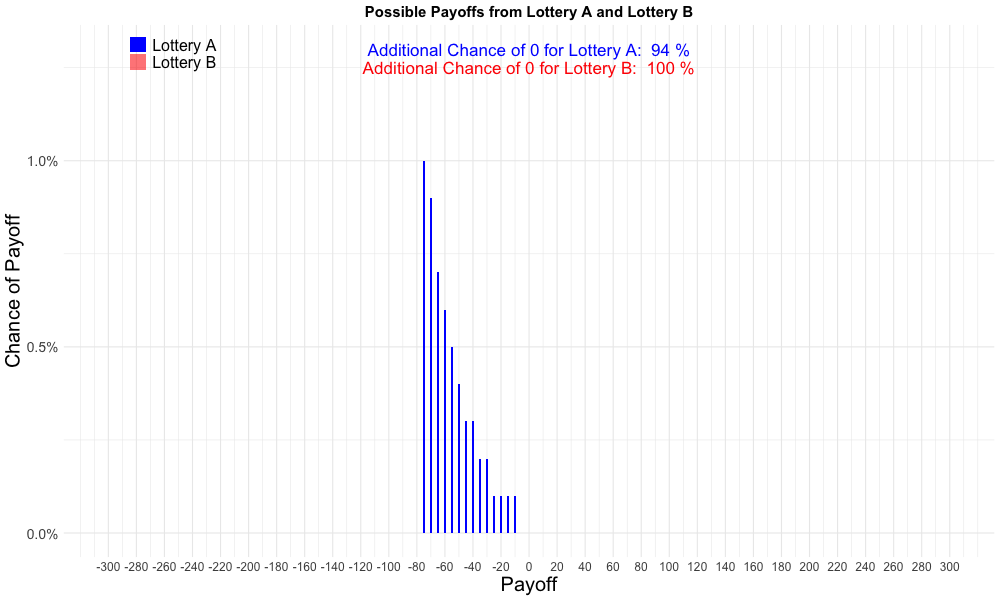 Possible Payoffs from Lottery A and Lottery B
Lottery A
Lottery B
Additional Chance of 0 for Lottery A:  94 %
Additional Chance of 0 for Lottery B:  100 %
Chance of Payoff
1.0%
0.5%
0.0%
-300 -280 -260 -240 -220 -200 -180 -160 -140 -120 -100 -80 -60 -40 -20 0 20 40 60 80 100 120 140 160 180 200 220 240 260 280 300
Payoff